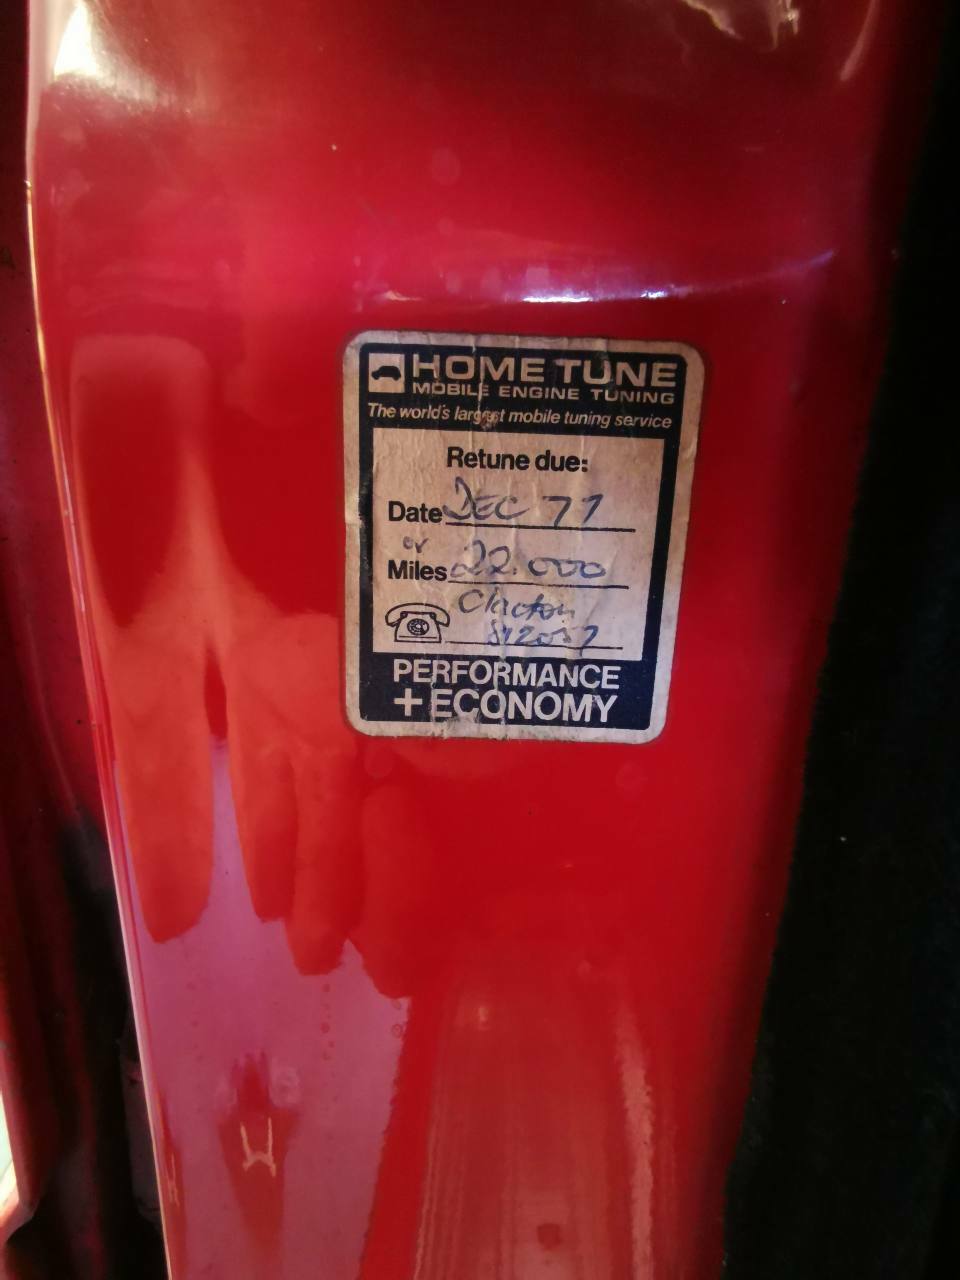 HOME TUNE
MOBILE ENGINE TUNING
The world's largest mobile tuning service
Retune due:
Date DEC 77
or
Miles 22.000
Clacton
812057
PERFORMANCE
+ ECONOMY